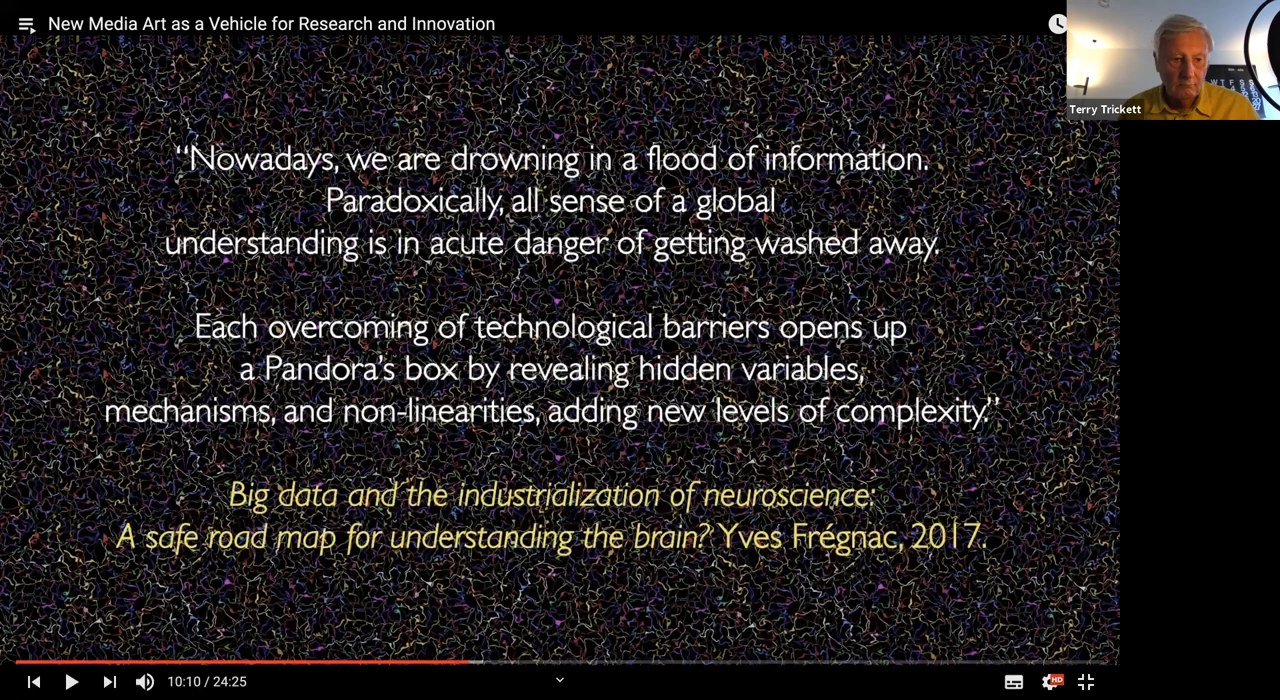 New Media Art as a Vehicle for Research and Innovation
Terry Trickett
“Nowadays, we are drowning in a flood of information.
Paradoxically, all sense of a global
understanding is in acute danger of getting washed away.
Each overcoming of technological barriers opens up
a Pandora’s box by revealing hidden variables,
mechanisms, and non-linearities, adding new levels of complexity.”
Big data and the industrialization of neuroscience:
A safe road map for understanding the brain? Yves Frégnac, 2017.
10:10 / 24:25
HD